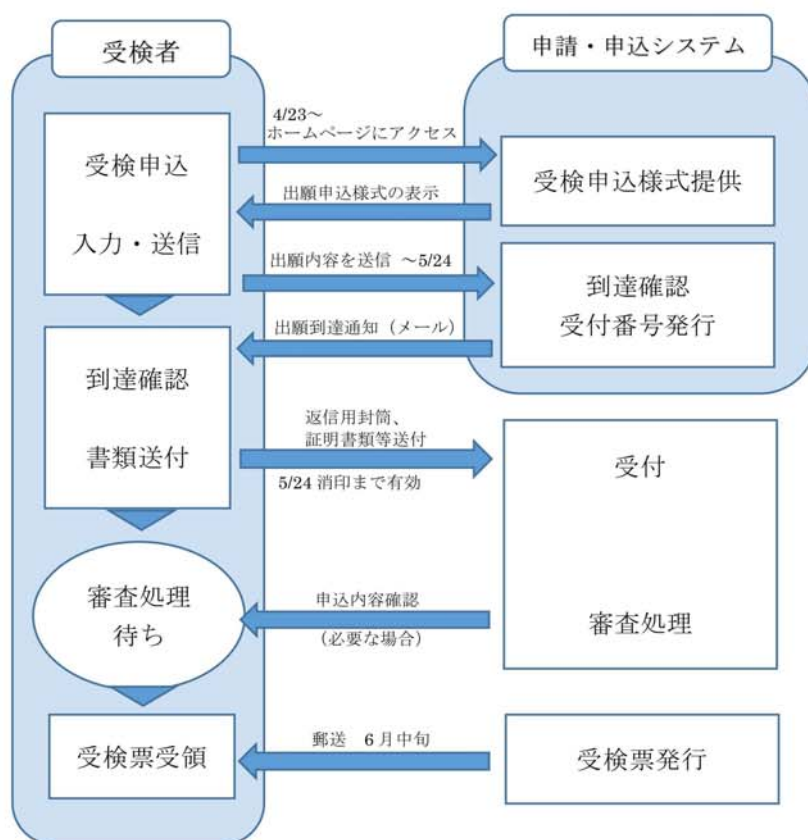 受検者
申請・申込システム
4/23～
ホームページにアクセス
受検申込
入力・送信
受検申込様式提供
出願申込様式の表示
出願内容を送信 ～5/24
到達確認
受付番号発行
出願到達通知（メール）
到達確認
書類送付
返信用封筒、
証明書類等送付
5/24 消印まで有効
受付
審査処理
審査処理
待ち
申込内容確認
（必要な場合）
受検票受領
郵送 6月中旬
受検票発行